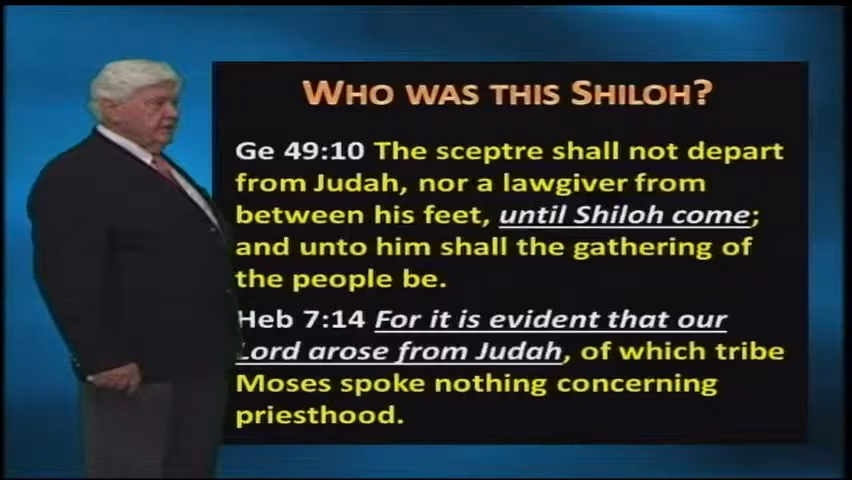 WHO WAS THIS SHILOH?
Ge 49:10 The sceptre shall not depart
from Judah, nor a lawgiver from
between his feet, until Shiloh come;
and unto him shall the gathering of
the people be.
Heb 7:14 For it is evident that our
Lord arose from Judah, of which tribe
Moses spoke nothing concerning
priesthood.